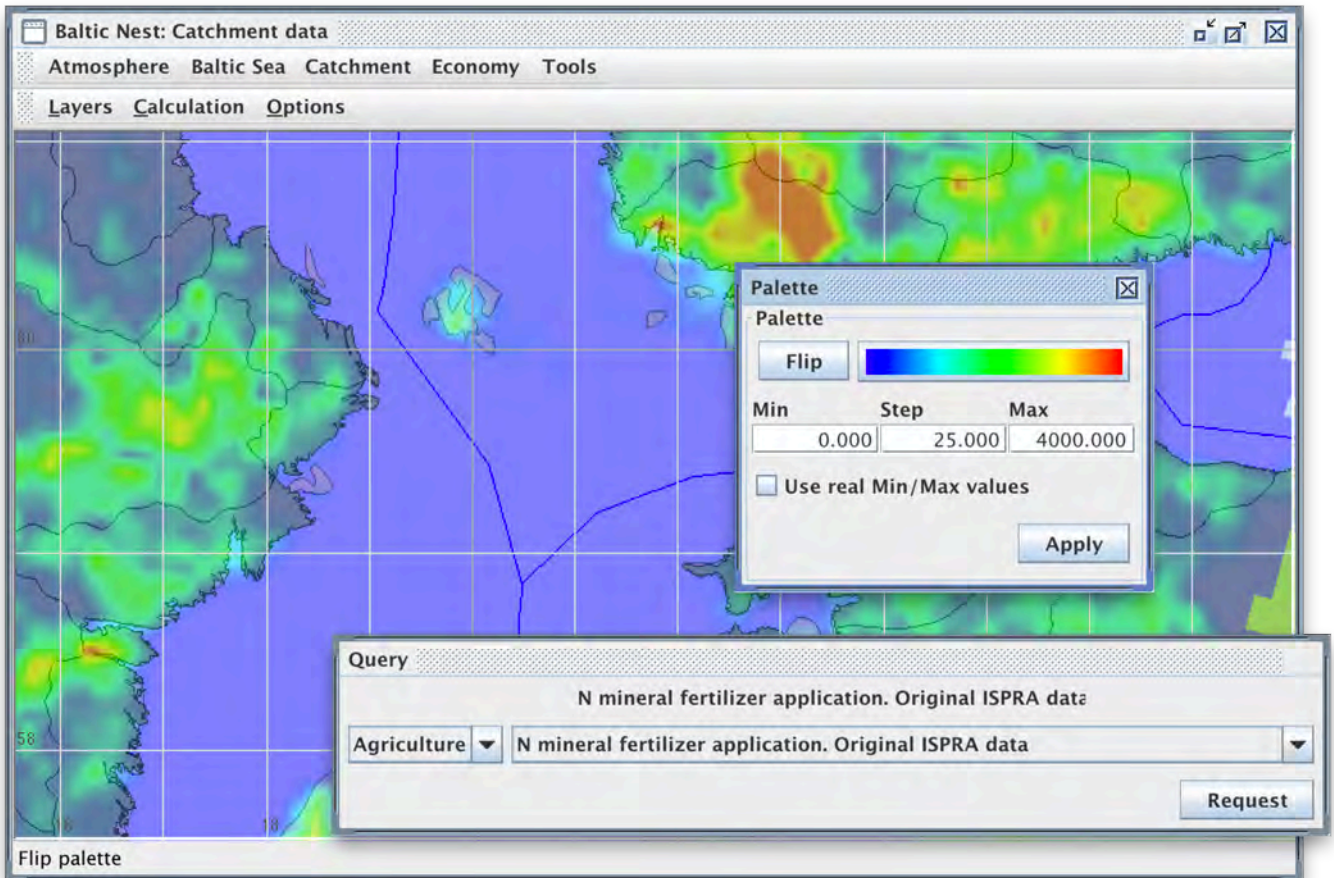 Baltic Nest: Catchment data
Atmosphere Baltic Sea Catchment Economy Tools
Layers Calculation Options
60
Palette
Palette
Flip
Min Step Max
0.000 25.000 4000.000
Use real Min/Max values
Apply
Query
N mineral fertilizer application. Original ISPRA data
58
Agriculture N mineral fertilizer application. Original ISPRA data
Request
16 18
Flip palette